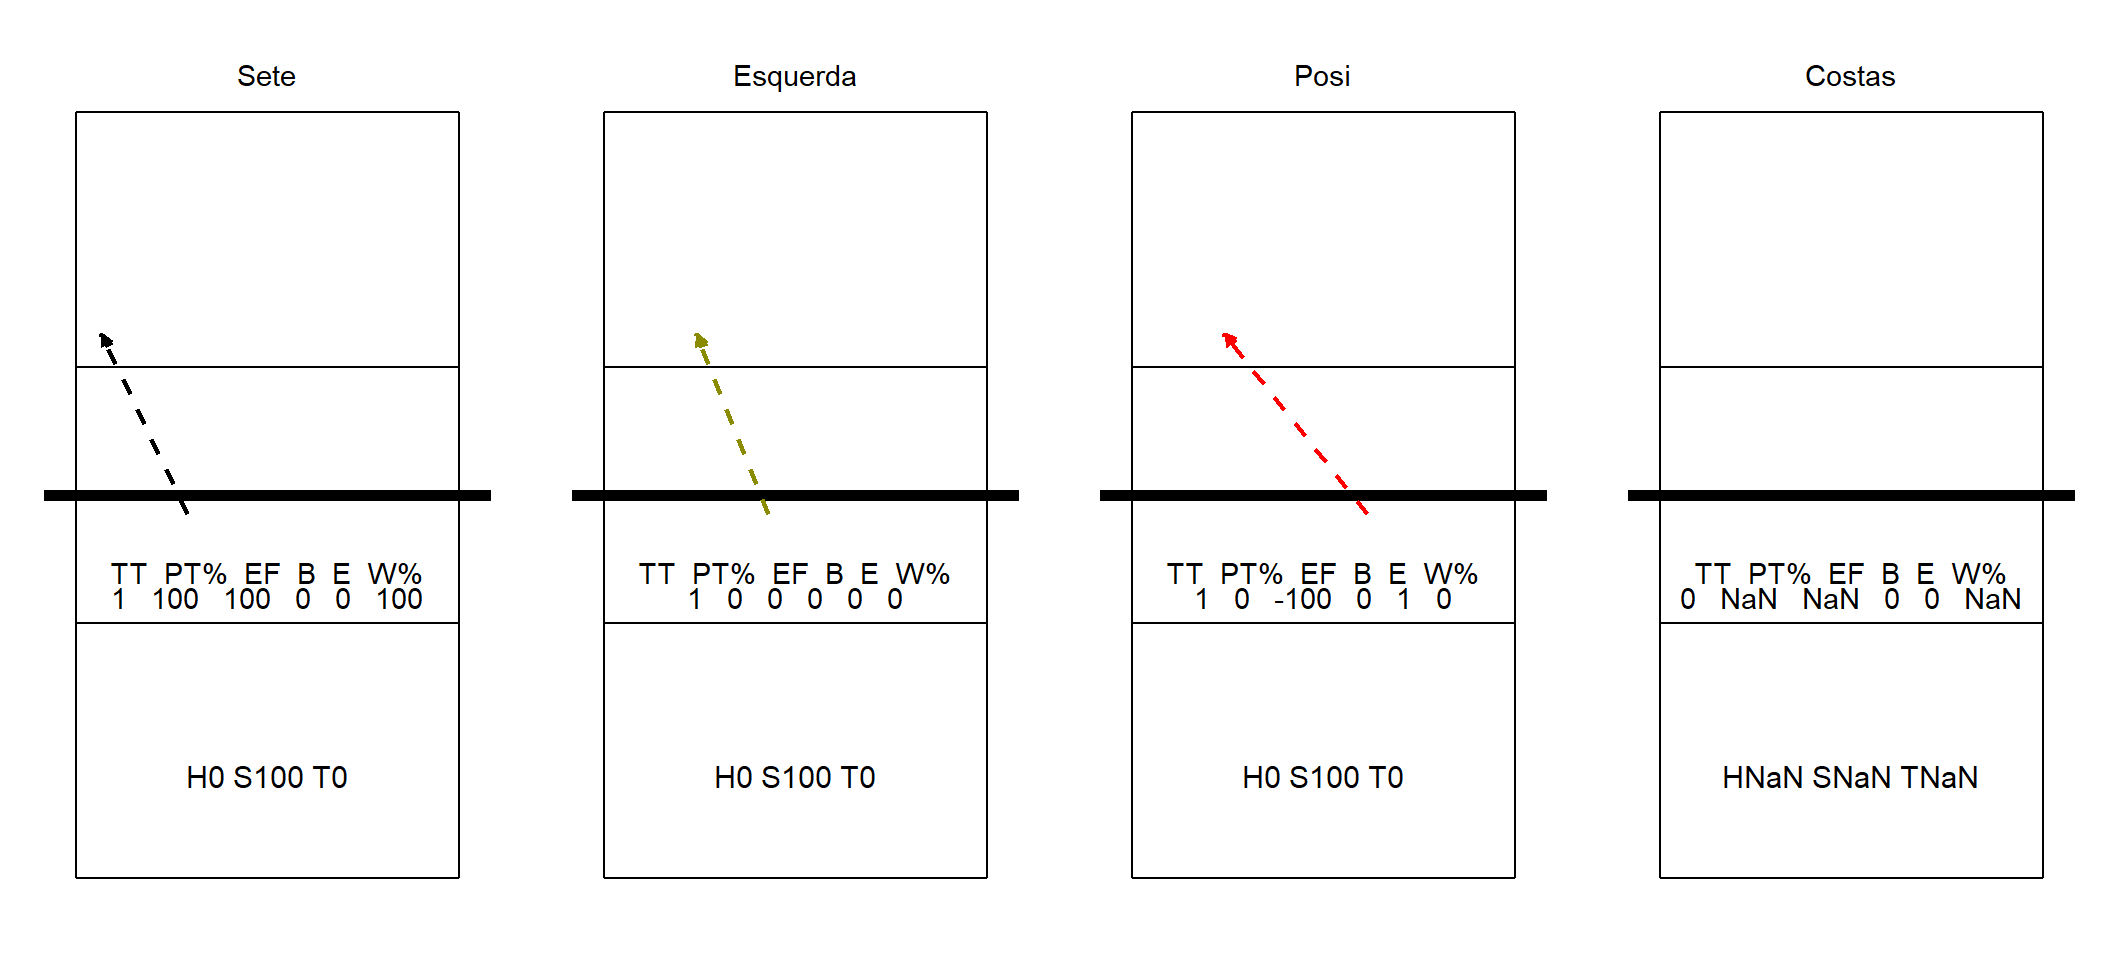 Sete
TT PT% EF B E W%
1 100 100 0 0 100
H0 S100 T0
Esquerda
TT PT% EF B E W%
1 0 0 0 0 0
H0 S100 T0
Posi
TT PT% EF B E W%
1 0 -100 0 1 0
H0 S100 T0
Costas
TT PT% EF B E W%
0 NaN NaN 0 0 NaN
HNaN SNaN TNaN